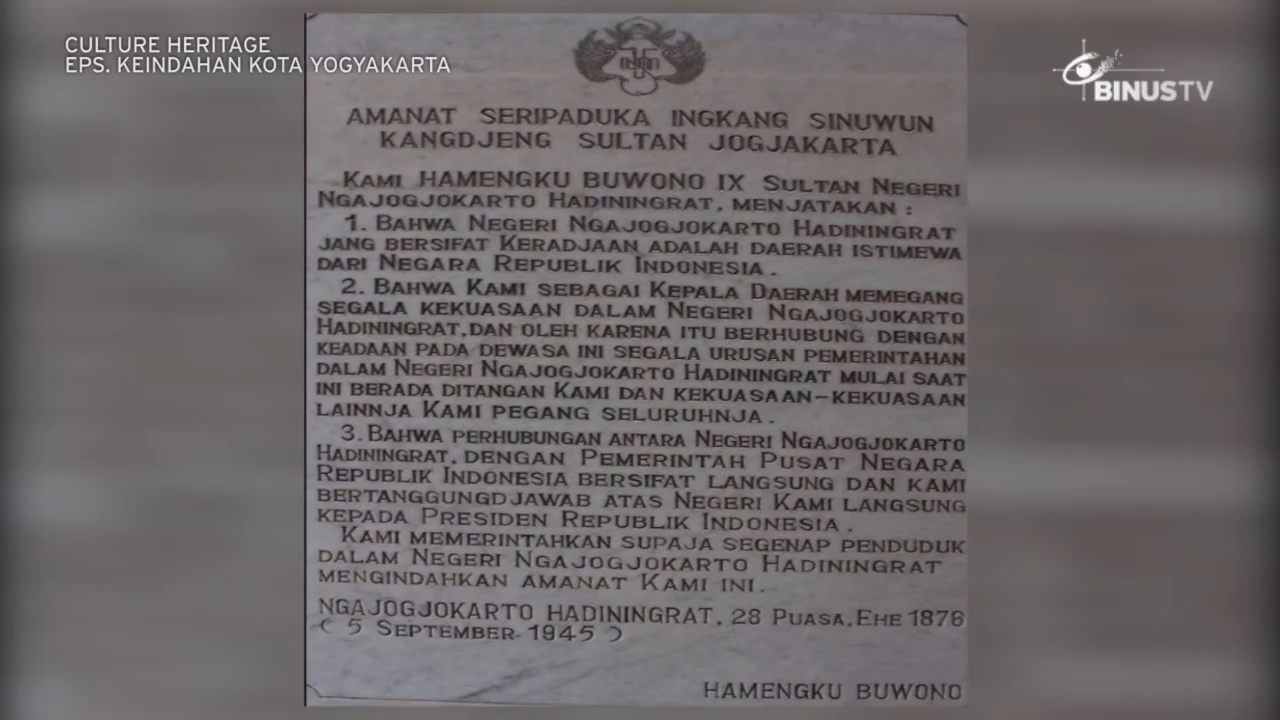 CULTURE HERITAGE
EPS. KEINDAHAN KOTA YOGYAKARTA
BINUSTV
AMANAT SERIPADUKA INGKANG SINUWUN
KANGDJENG SULTAN JOGJAKARTA
KAMI HAMENGKU BUWONO IX SULTAN NEGERI
NGAJOGJOKARTO HADININGRAT, MENJATAKAN :
1. BAHWA NEGERI NGAJOGJOKARTO HADININGRAT
JANG BERSIFAT KERADJAAN ADALAH DAERAH ISTIMEWA
DARI NEGARA REPUBLIK INDONESIA.
2. BAHWA KAMI SEBAGAI KEPALA DAERAH MEMEGANG
SEGALA KEKUASAAN DALAM NEGERI NGAJOGJOKARTO
HADININGRAT, DAN OLEH KARENA ITU BERHUBUNG DENGAN
KEADAAN PADA DEWASA INI SEGALA URUSAN PEMERINTAHAN
DALAM NEGERI NGAJOGJOKARTO HADININGRAT MULAI SAAT
INI BERADA DITANGAN KAMI DAN KEKUASAAN-KEKUASAAN
LAINNJA KAMI PEGANG SELURUHNJA.
3. BAHWA PERHUBUNGAN ANTARA NEGERI NGAJOGJOKARTO
HADININGRAT, DENGAN PEMERINTAH PUSAT NEGARA
REPUBLIK INDONESIA BERSIFAT LANGSUNG DAN KAMI
BERTANGGUNGDJAWAB ATAS NEGERI KAMI LANGSUNG
KEPADA PRESIDEN REPUBLIK INDONESIA.
KAMI MEMERINTAHKAN SUPAJA SEGENAP PENDUDUK
DALAM NEGERI NGAJOGJOKARTO HADININGRAT
MENGINDAHKAN AMANAT KAMI INI.
NGAJOGJOKARTO HADININGRAT, 28 PUASA, EHE 1876
( 5 SEPTEMBER 1945 )
HAMENGKU BUWONO